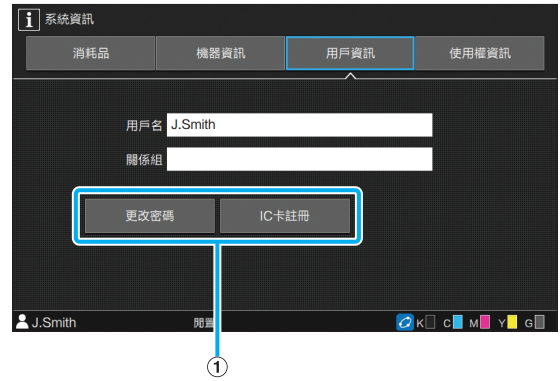 系統資訊
消耗品 機器資訊 用戶資訊 使用權資訊
用戶名 J.Smith
關係組
更改密碼 IC卡註冊
J.Smith 閒置 K C M Y G
①